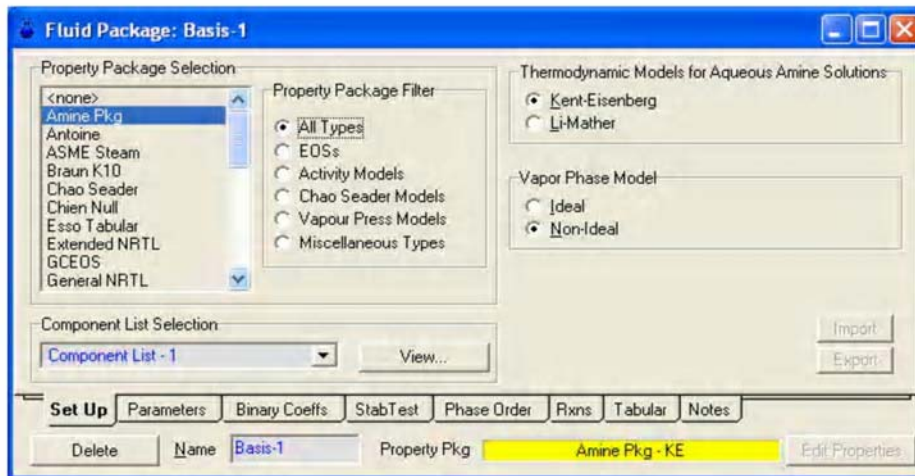 Fluid Package: Basis-1
Property Package Selection
<none>
Amine Pkg
Antoine
ASME Steam
Braun K10
Chao Seader
Chien Null
Esso Tabular
Extended NRTL
GCEOS
General NRTL
Property Package Filter
All Types
EOSs
Activity Models
Chao Seader Models
Vapour Press Models
Miscellaneous Types
Thermodynamic Models for Aqueous Amine Solutions
Kent-Eisenberg
Li-Mather
Vapor Phase Model
Ideal
Non-Ideal
Component List Selection
Component List - 1
View...
Import
Export
Set Up Parameters Binary Coeffs StabTest Phase Order Rxns Tabular Notes
Delete Name Basis-1 Property Pkg Amine Pkg - KE Edit Properties